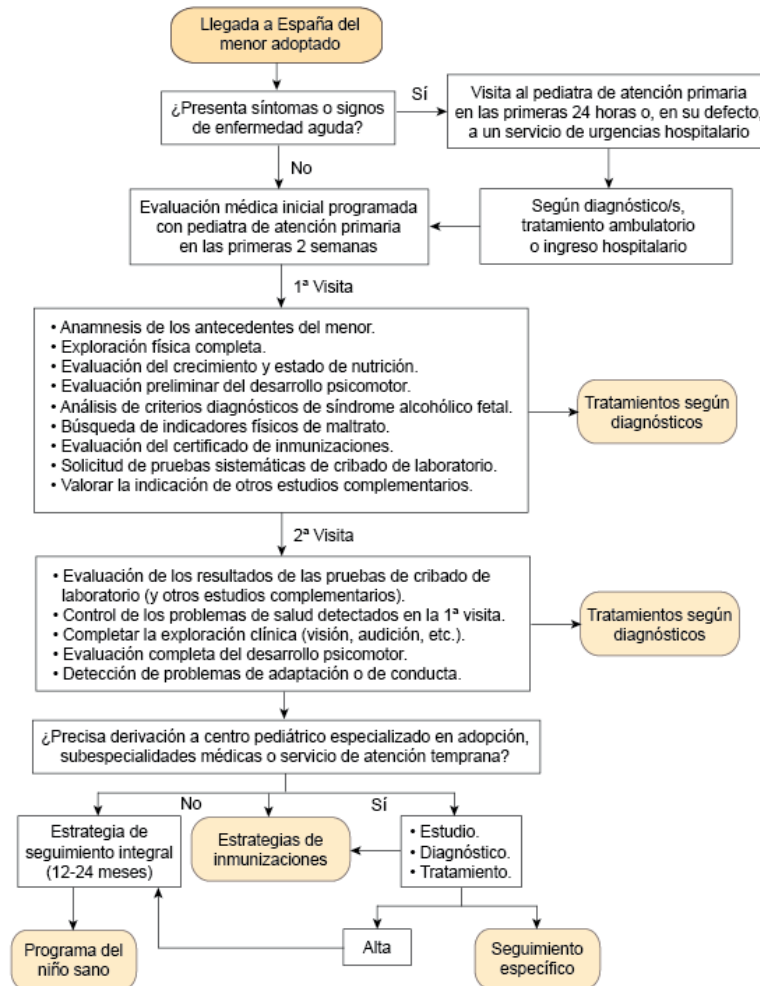 Llegada a España del
menor adoptado
¿Presenta síntomas o signos
de enfermedad aguda?
Sí
Visita al pediatra de atención primaria
en las primeras 24 horas o, en su defecto,
a un servicio de urgencias hospitalario
No
Evaluación médica inicial programada
con pediatra de atención primaria
en las primeras 2 semanas
Según diagnóstico/s,
tratamiento ambulatorio
o ingreso hospitalario
1ª Visita
• Anamnesis de los antecedentes del menor.
• Exploración física completa.
• Evaluación del crecimiento y estado de nutrición.
• Evaluación preliminar del desarrollo psicomotor.
• Análisis de criterios diagnósticos de síndrome alcohólico fetal.
• Búsqueda de indicadores físicos de maltrato.
• Evaluación del certificado de inmunizaciones.
• Solicitud de pruebas sistemáticas de cribado de laboratorio.
• Valorar la indicación de otros estudios complementarios.
Tratamientos según
diagnósticos
2ª Visita
• Evaluación de los resultados de las pruebas de cribado de
laboratorio (y otros estudios complementarios).
• Control de los problemas de salud detectados en la 1ª visita.
• Completar la exploración clínica (visión, audición, etc.).
• Evaluación completa del desarrollo psicomotor.
• Detección de problemas de adaptación o de conducta.
Tratamientos según
diagnósticos
¿Precisa derivación a centro pediátrico especializado en adopción,
subespecialidades médicas o servicio de atención temprana?
No
Sí
Estrategia de
seguimiento integral
(12-24 meses)
Estrategias de
inmunizaciones
• Estudio.
• Diagnóstico.
• Tratamiento.
Programa del
niño sano
Alta
Seguimiento
específico